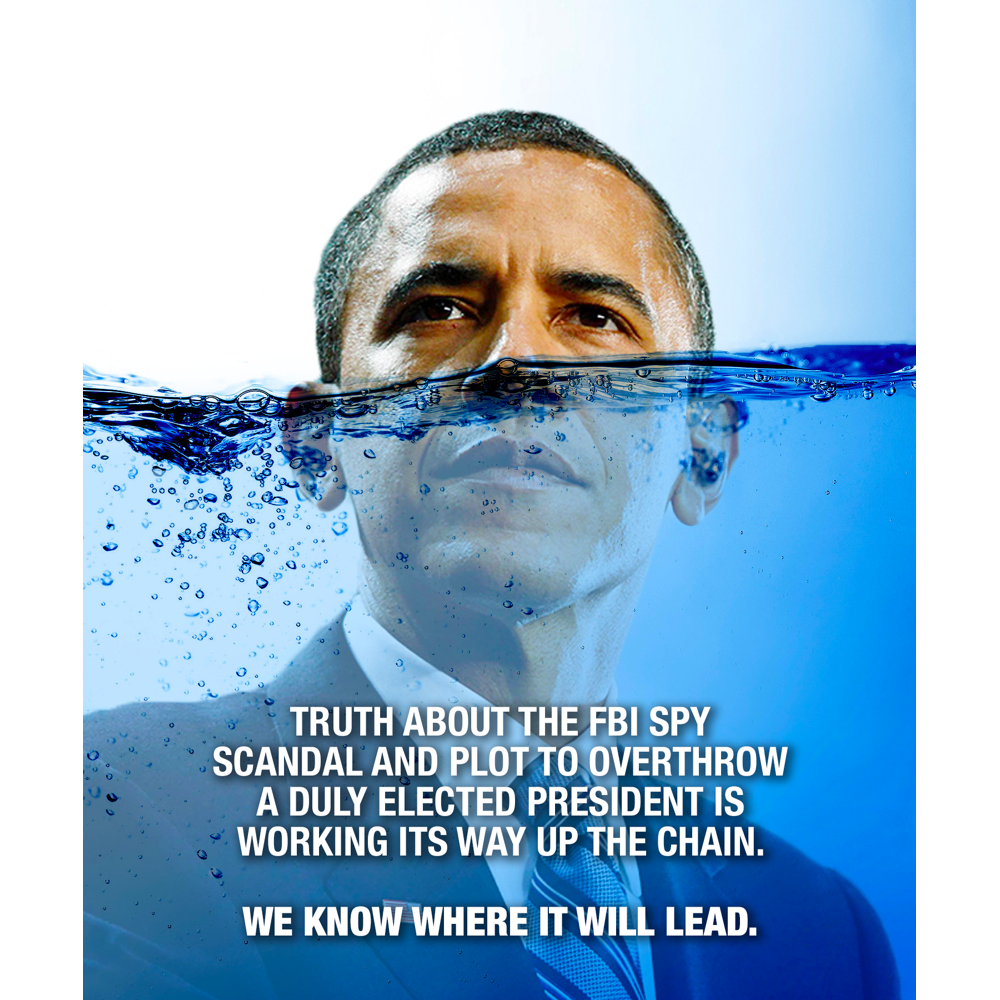 TRUTH ABOUT THE FBI SPY
SCANDAL AND PLOT TO OVERTHROW
A DULY ELECTED PRESIDENT IS
WORKING ITS WAY UP THE CHAIN.
WE KNOW WHERE IT WILL LEAD.